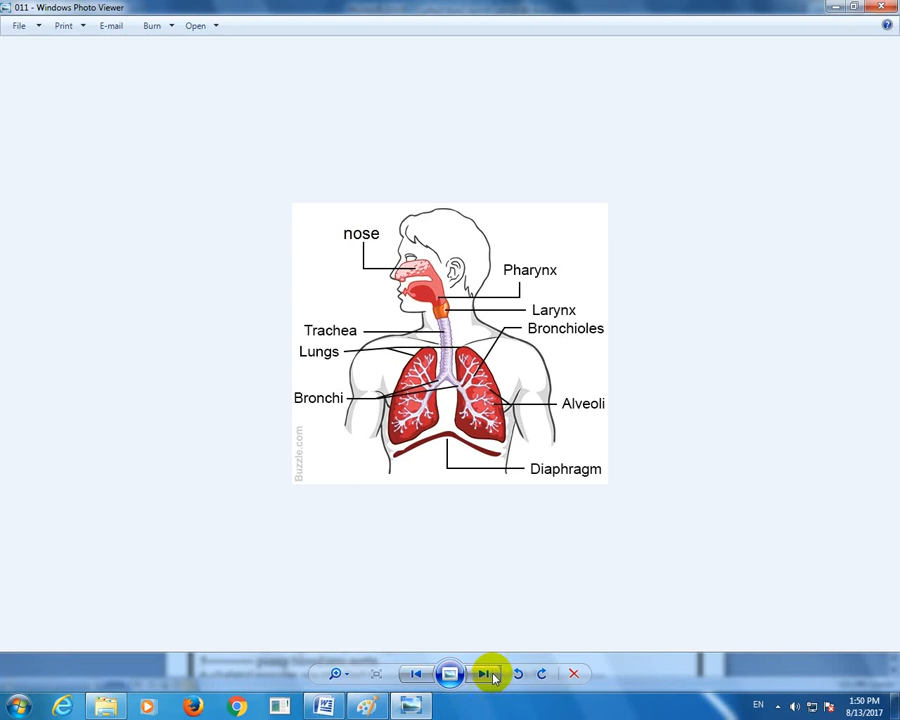 011 - Windows Photo Viewer
File Print E-mail Burn Open
nose
Pharynx
Larynx
Trachea
Bronchioles
Lungs
Bronchi
Alveoli
Diaphragm
Buzzle.com
EN
1:50 PM
8/13/2017